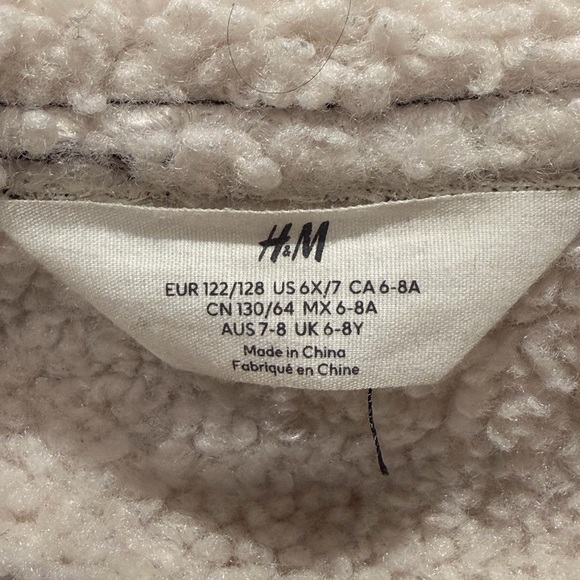 H&M
EUR 122/128 US 6X/7 CA 6-8A
CN 130/64 MX 6-8A
AUS 7-8 UK 6-8Y
Made in China
Fabriqué en Chine